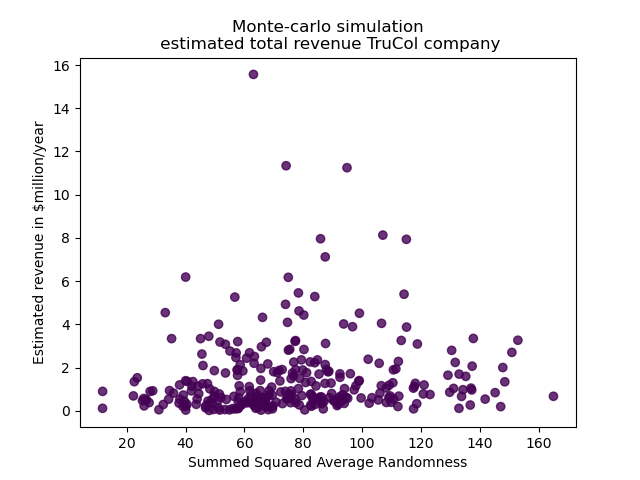 Monte-carlo simulation
estimated total revenue TruCol company
16
14
12
10
8
6
4
2
0
Estimated revenue in $million/year
20 40 60 80 100 120 140 160
Summed Squared Average Randomness